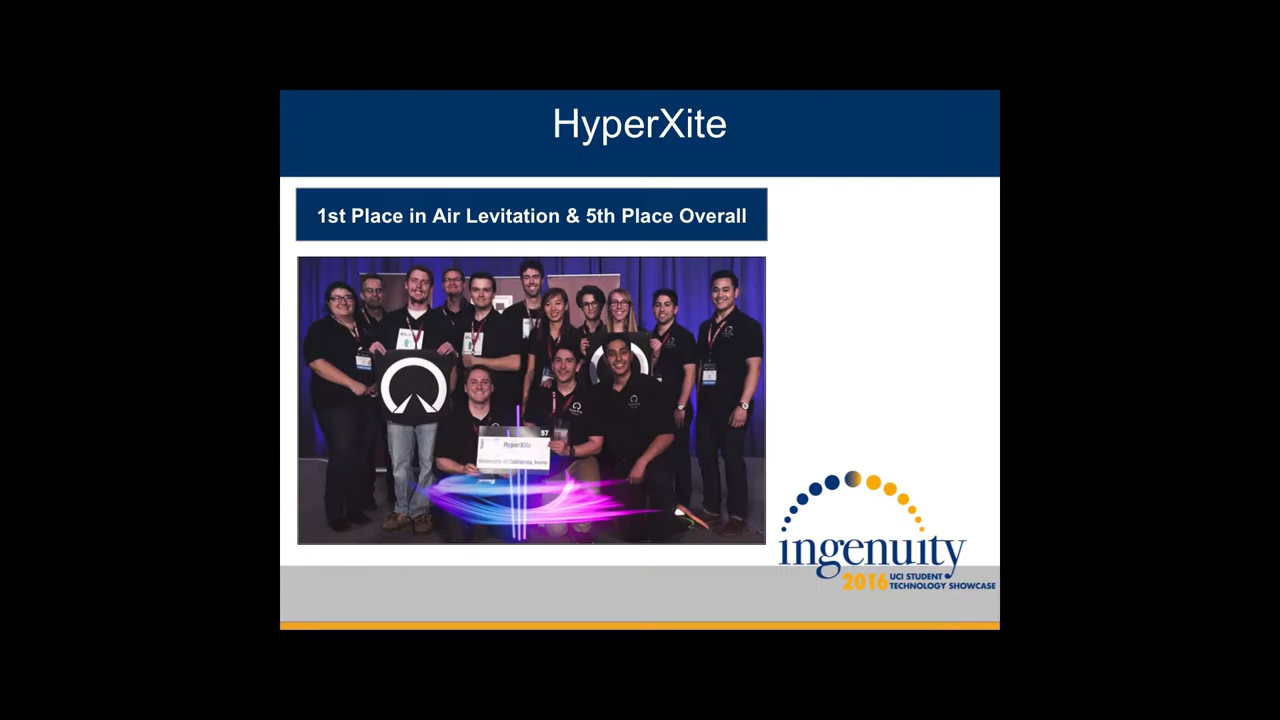 HyperXite
1st Place in Air Levitation & 5th Place Overall
57
HyperXite
University of California, Irvine
ingenuity
2016 UCI STUDENT
TECHNOLOGY SHOWCASE